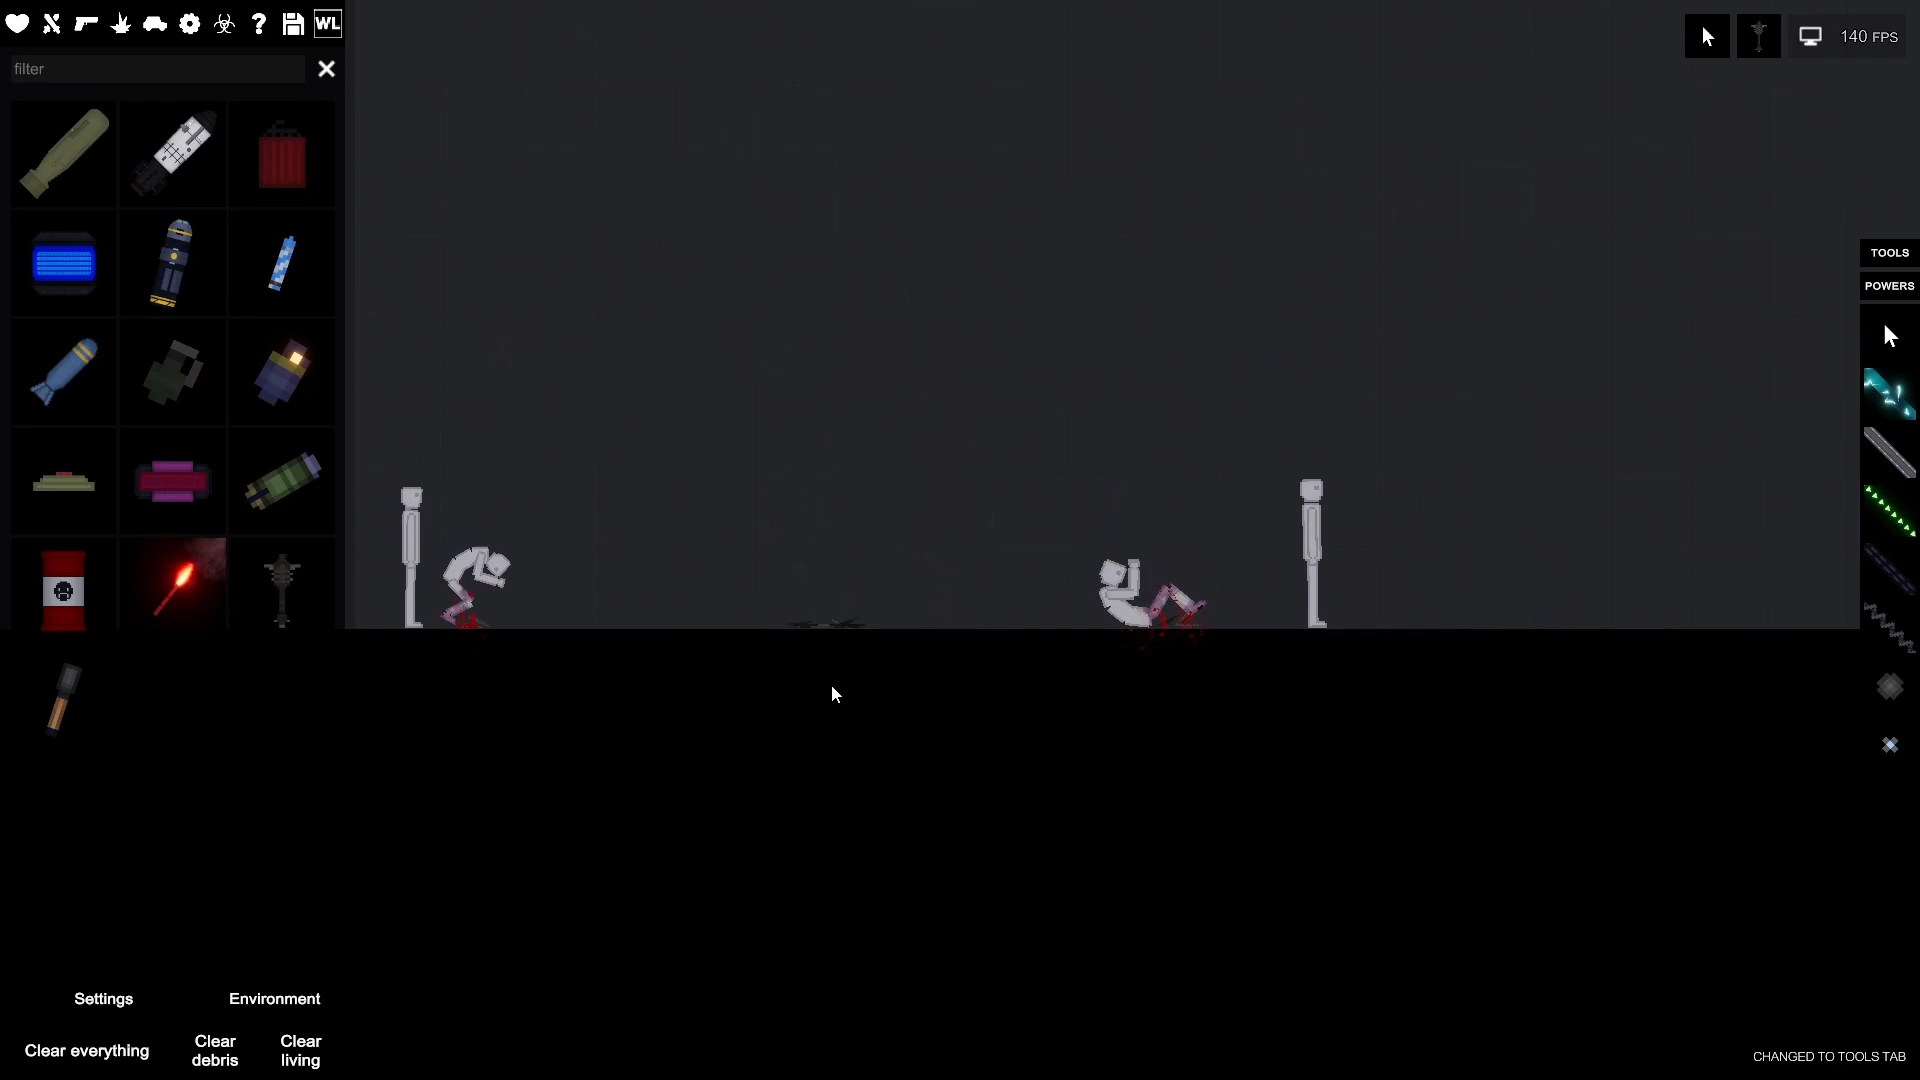 WL
140 FPS
filter
TOOLS
POWERS
Settings
Environment
Clear everything
Clear
debris
Clear
living
CHANGED TO TOOLS TAB